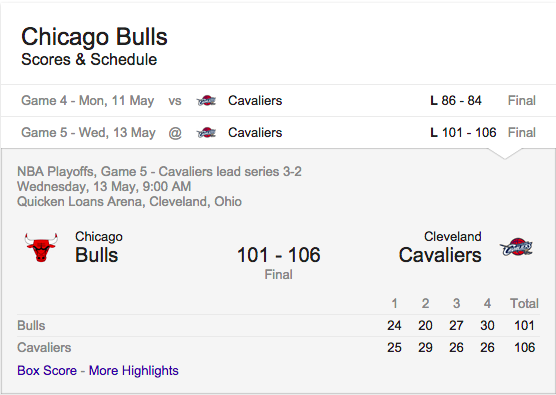 Chicago Bulls
Scores & Schedule
Game 4 - Mon, 11 May vs Cavaliers L 86 - 84 Final
Game 5 - Wed, 13 May @ Cavaliers L 101 - 106 Final
NBA Playoffs, Game 5 - Cavaliers lead series 3-2
Wednesday, 13 May, 9:00 AM
Quicken Loans Arena, Cleveland, Ohio
Chicago Cleveland
Bulls 101 - 106 Cavaliers
Final
1 2 3 4 Total
Bulls 24 20 27 30 101
Cavaliers 25 29 26 26 106
Box Score - More Highlights